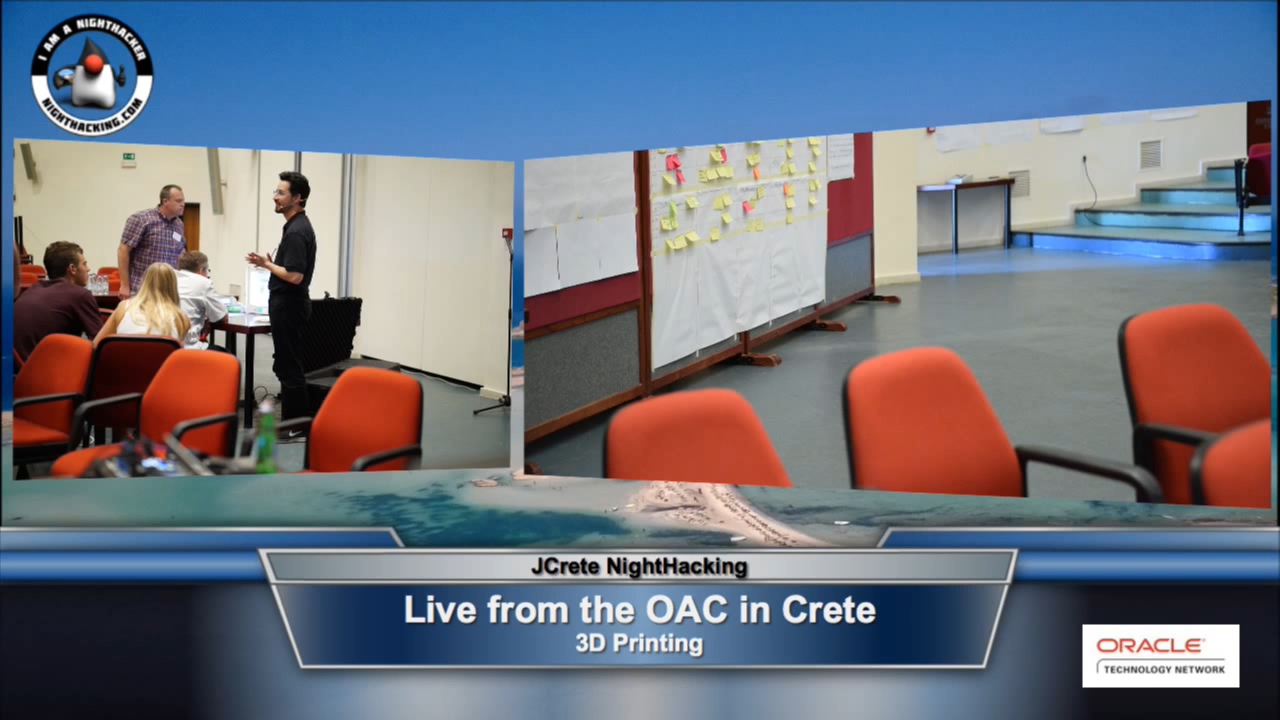 I AM A NIGHTHACKER
NIGHTHACKING.COM
JCrete NightHacking
Live from the OAC in Crete
3D Printing
ORACLE
TECHNOLOGY NETWORK